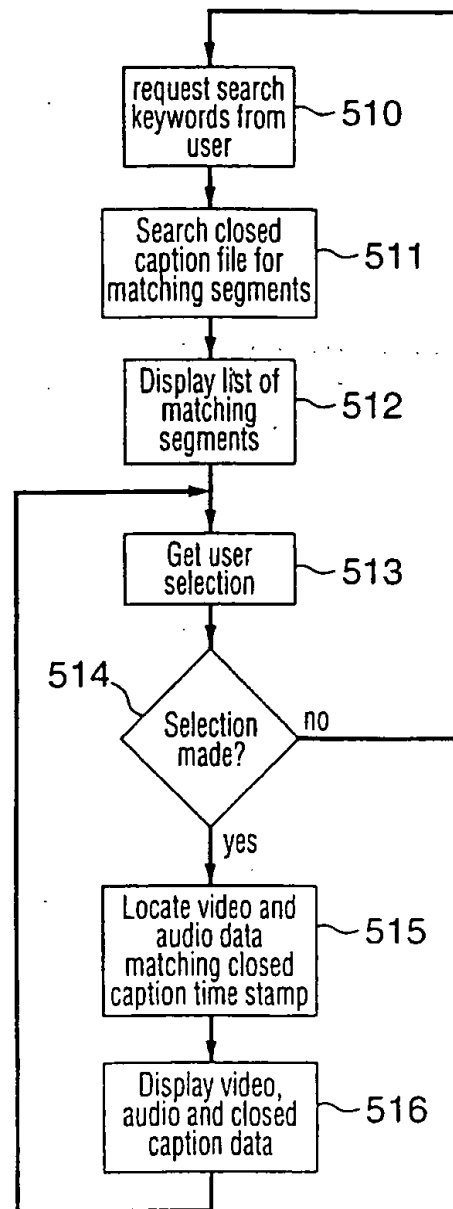 request search
keywords from
user
510
Search closed
caption file for
matching segments
511
Display list of
matching
segments
512
Get user
selection
513
514
Selection
made?
no
yes
Locate video and
audio data
matching closed
caption time stamp
515
Display video,
audio and closed
caption data
516